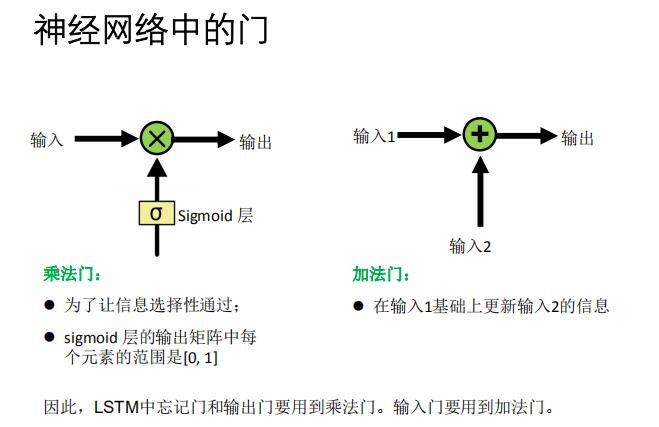 神经网络中的门
输入
×
输出
σ
Sigmoid 层
输入1
+
输出
输入2
乘法门：
● 为了让信息选择性通过；
● sigmoid 层的输出矩阵中每
个元素的范围是[0, 1]
加法门：
● 在输入1基础上更新输入2的信息
因此，LSTM中忘记门和输出门要用到乘法门。输入门要用到加法门。